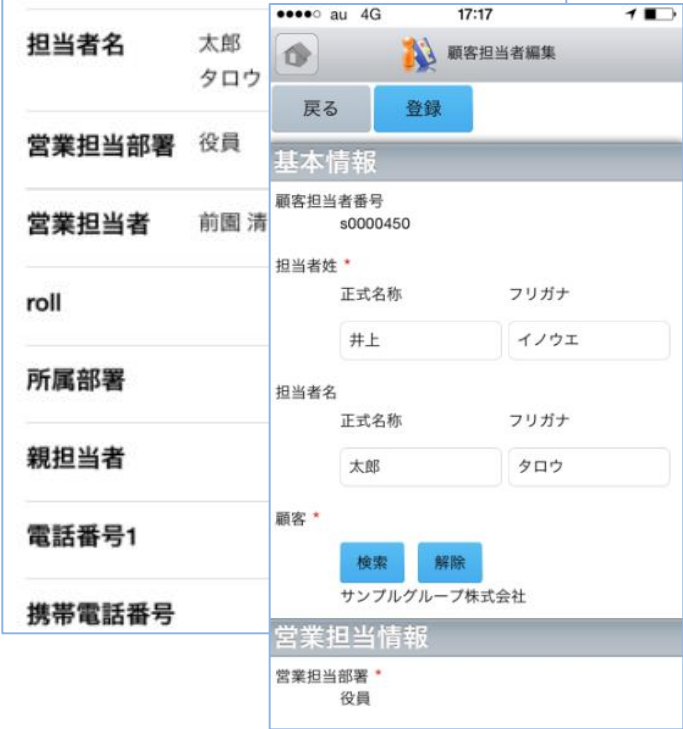 担当者名 太郎
タロウ
営業担当部署 役員
営業担当者 前園 清
roll
所属部署
親担当者
電話番号1
携帯電話番号
au 4G 17:17
顧客担当者編集
戻る 登録
基本情報
顧客担当者番号
s0000450
担当者姓 *
正式名称 フリガナ
井上 イノウエ
担当者名
正式名称 フリガナ
太郎 タロウ
顧客 *
検索 解除
サンプルグループ株式会社
営業担当情報
営業担当部署 *
役員